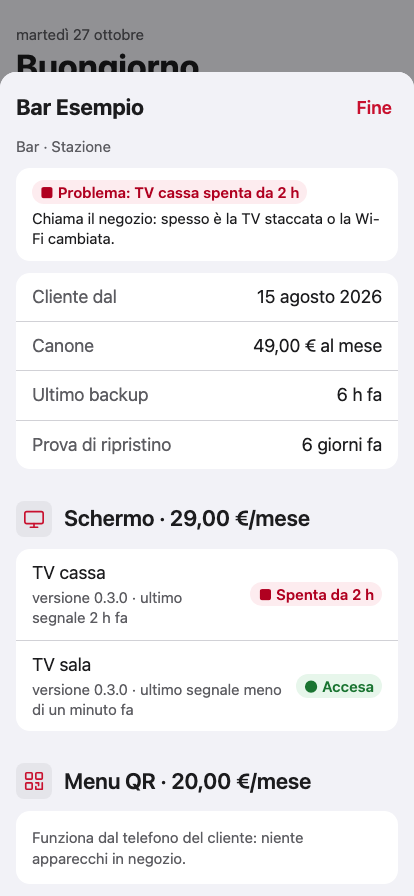 martedì 27 ottobre
Buongiorno
Bar Esempio
Fine
Bar · Stazione
Problema: TV cassa spenta da 2 h
Chiama il negozio: spesso è la TV staccata o la Wi-
Fi cambiata.
Cliente dal
15 agosto 2026
Canone
49,00 € al mese
Ultimo backup
6 h fa
Prova di ripristino
6 giorni fa
Schermo · 29,00 €/mese
TV cassa
versione 0.3.0 · ultimo
segnale 2 h fa
Spenta da 2 h
TV sala
versione 0.3.0 · ultimo segnale meno
di un minuto fa
Accesa
Menu QR · 20,00 €/mese
Funziona dal telefono del cliente: niente
apparecchi in negozio.